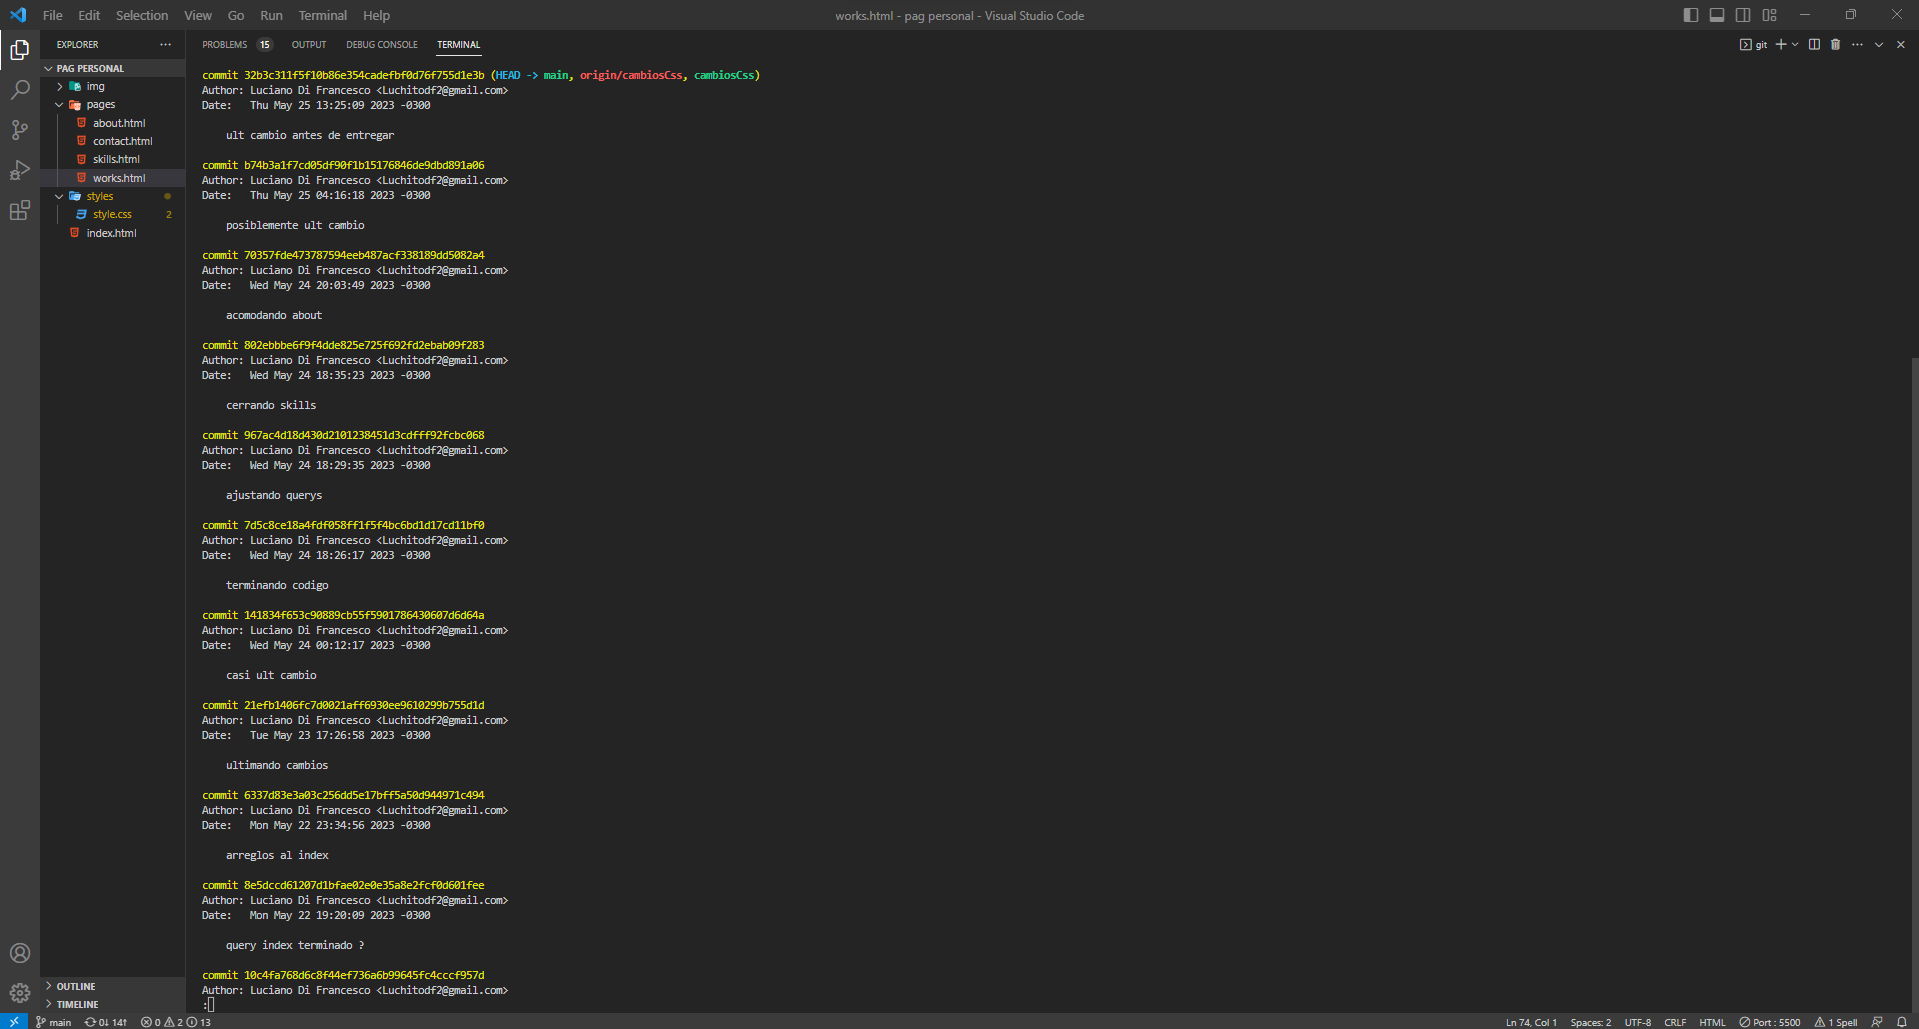 File Edit Selection View Go Run Terminal Help
works.html - pag personal - Visual Studio Code
EXPLORER
PAG PERSONAL
img
pages
about.html
contact.html
skills.html
works.html
styles
style.css 2
index.html
OUTLINE
TIMELINE
PROBLEMS 15 OUTPUT DEBUG CONSOLE TERMINAL
git
commit 32b3c311f5f10b86e354cadefbf0d76f755d1e3b (HEAD -> main, origin/cambiosCss, cambiosCss)
Author: Luciano Di Francesco <Luchitodf2@gmail.com>
Date:   Thu May 25 13:25:09 2023 -0300
ult cambio antes de entregar
commit b74b3a1f7cd05df90f1b15176846de9dbd891a06
Author: Luciano Di Francesco <Luchitodf2@gmail.com>
Date:   Thu May 25 04:16:18 2023 -0300
posiblemente ult cambio
commit 70357fde473787594eeb487acf338189dd5082a4
Author: Luciano Di Francesco <Luchitodf2@gmail.com>
Date:   Wed May 24 20:03:49 2023 -0300
acomodando about
commit 802ebbbe6f9f4dde825e725f692fd2ebab09f283
Author: Luciano Di Francesco <Luchitodf2@gmail.com>
Date:   Wed May 24 18:35:23 2023 -0300
cerrando skills
commit 967ac4d18d430d2101238451d3cdfff92fcbc068
Author: Luciano Di Francesco <Luchitodf2@gmail.com>
Date:   Wed May 24 18:29:35 2023 -0300
ajustando querys
commit 7d5c8ce18a4fdf058ff1f5f4bc6bd1d17cd11bf0
Author: Luciano Di Francesco <Luchitodf2@gmail.com>
Date:   Wed May 24 18:26:17 2023 -0300
terminando codigo
commit 141834f653c90889cb55f5901786430607d6d64a
Author: Luciano Di Francesco <Luchitodf2@gmail.com>
Date:   Wed May 24 00:12:17 2023 -0300
casi ult cambio
commit 21efb1406fc7d0021aff6930ee9610299b755d1d
Author: Luciano Di Francesco <Luchitodf2@gmail.com>
Date:   Tue May 23 17:26:58 2023 -0300
ultimando cambios
commit 6337d83e3a03c256dd5e17bff5a50d944971c494
Author: Luciano Di Francesco <Luchitodf2@gmail.com>
Date:   Mon May 22 23:34:56 2023 -0300
arreglos al index
commit 8e5dccd61207d1bfae02e0e35a8e2fcf0d601fee
Author: Luciano Di Francesco <Luchitodf2@gmail.com>
Date:   Mon May 22 19:20:09 2023 -0300
query index terminado ?
commit 10c4fa768d6c8f44ef736a6b99645fc4cccf957d
Author: Luciano Di Francesco <Luchitodf2@gmail.com>
:
main 0↓ 14↑ 0 2 13
Ln 74, Col 1 Spaces: 2 UTF-8 CRLF HTML Port : 5500 1 Spell